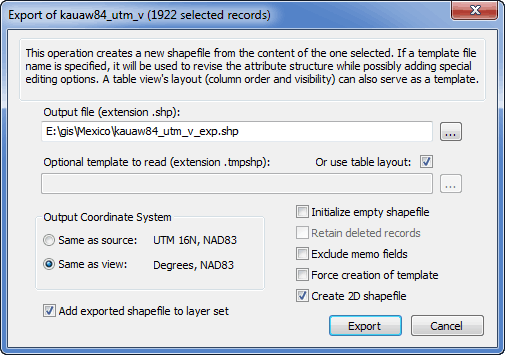 Export of kauaw84_utm_v (1922 selected records)
This operation creates a new shapefile from the content of the one selected. If a template file
name is specified, it will be used to revise the attribute structure while possibly adding special
editing options. A table view's layout (column order and visibility) can also serve as a template.
Output file (extension .shp):
E:\gis\Mexico\kauaw84_utm_v_exp.shp
...
Optional template to read (extension .tmpshp): Or use table layout:
...
Output Coordinate System
Same as source: UTM 16N, NAD83
Same as view: Degrees, NAD83
Add exported shapefile to layer set
Initialize empty shapefile
Retain deleted records
Exclude memo fields
Force creation of template
Create 2D shapefile
Export Cancel